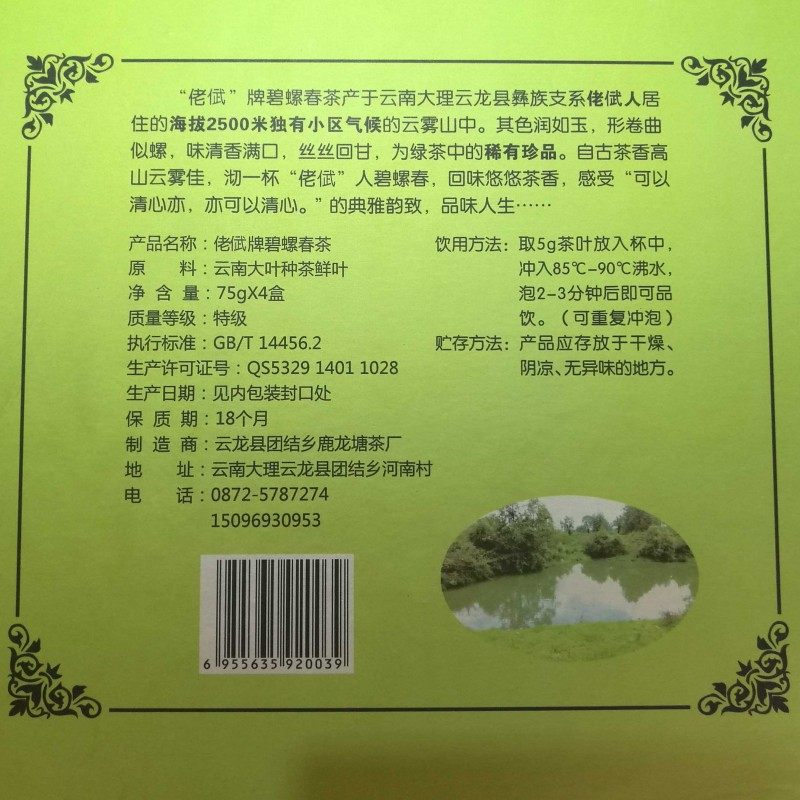 “佬侙”牌碧螺春茶产于云南大理云龙县彝族支系佬侙人居
住的海拔2500米独有小区气候的云雾山中。其色润如玉，形卷曲
似螺，味清香满口，丝丝回甘，为绿茶中的稀有珍品。自古茶香高
山云雾佳，沏一杯“佬侙”人碧螺春，回味悠悠茶香，感受“可以
清心亦，亦可以清心。”的典雅韵致，品味人生……
产品名称：佬侙牌碧螺春茶
原 料：云南大叶种茶鲜叶
净 含 量：75gX4盒
质量等级：特级
执行标准：GB/T 14456.2
生产许可证号：QS5329 1401 1028
生产日期：见内包装封口处
保 质 期：18个月
制 造 商：云龙县团结乡鹿龙塘茶厂
地 址：云南大理云龙县团结乡河南村
电 话：0872-5787274
15096930953
饮用方法：取5g茶叶放入杯中，
冲入85℃-90℃沸水，
泡2-3分钟后即可品
饮。（可重复冲泡）
贮存方法：产品应存放于干燥、
阴凉、无异味的地方。
6 955635 920039